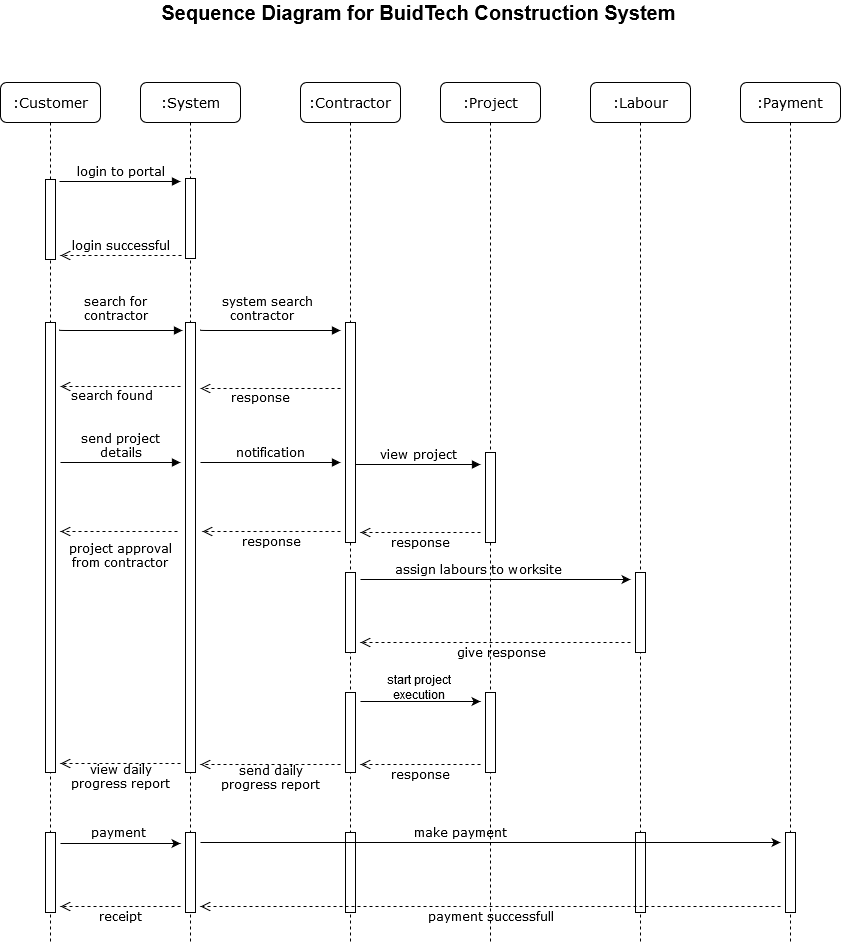 Sequence Diagram for BuidTech Construction System
:Customer
:System
:Contractor
:Project
:Labour
:Payment
login to portal
login successful
search for
contractor
system search
contractor
search found
response
send project
details
notification
view project
project approval
from contractor
response
response
assign labours to worksite
give response
start project
execution
view daily
progress report
send daily
progress report
response
payment
make payment
receipt
payment successfull